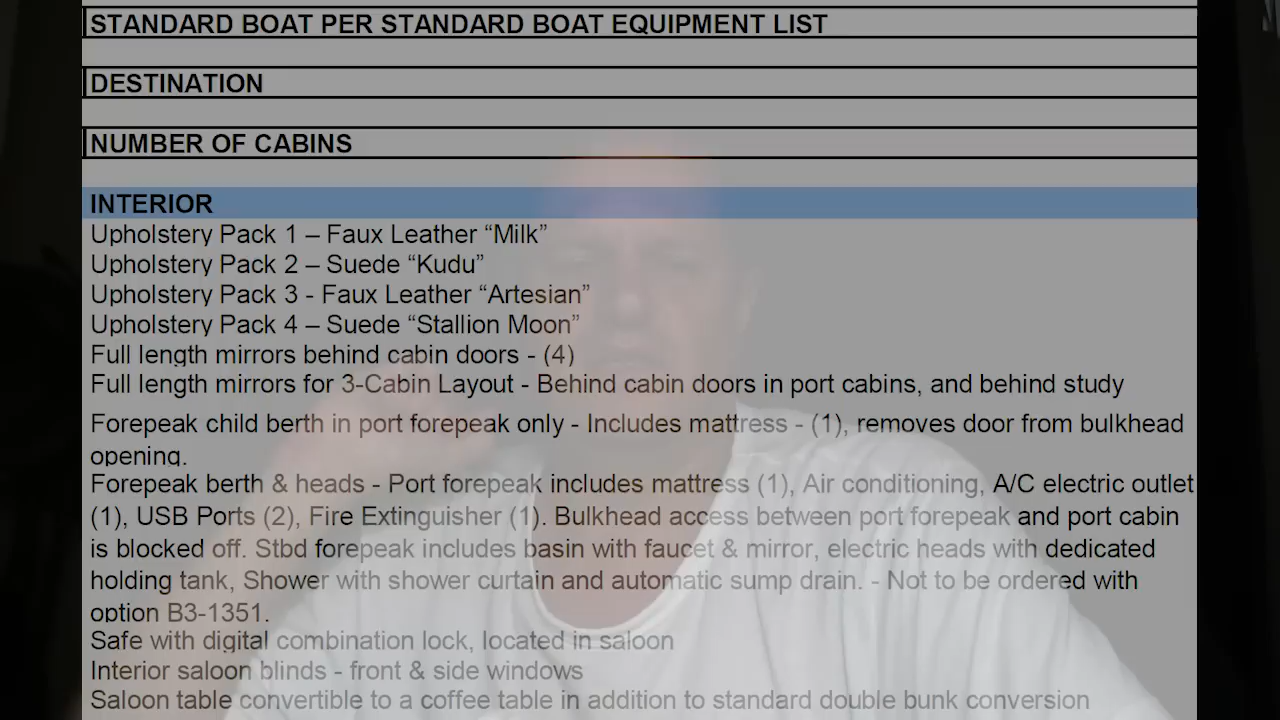 STANDARD BOAT PER STANDARD BOAT EQUIPMENT LIST
DESTINATION
NUMBER OF CABINS
INTERIOR
Upholstery Pack 1 – Faux Leather “Milk”
Upholstery Pack 2 – Suede “Kudu”
Upholstery Pack 3 - Faux Leather “Artesian”
Upholstery Pack 4 – Suede “Stallion Moon”
Full length mirrors behind cabin doors - (4)
Full length mirrors for 3-Cabin Layout - Behind cabin doors in port cabins, and behind study
Forepeak child berth in port forepeak only - Includes mattress - (1), removes door from bulkhead
opening.
Forepeak berth & heads - Port forepeak includes mattress (1), Air conditioning, A/C electric outlet
(1), USB Ports (2), Fire Extinguisher (1). Bulkhead access between port forepeak and port cabin
is blocked off. Stbd forepeak includes basin with faucet & mirror, electric heads with dedicated
holding tank, Shower with shower curtain and automatic sump drain. - Not to be ordered with
option B3-1351.
Safe with digital combination lock, located in saloon
Interior saloon blinds - front & side windows
Saloon table convertible to a coffee table in addition to standard double bunk conversion